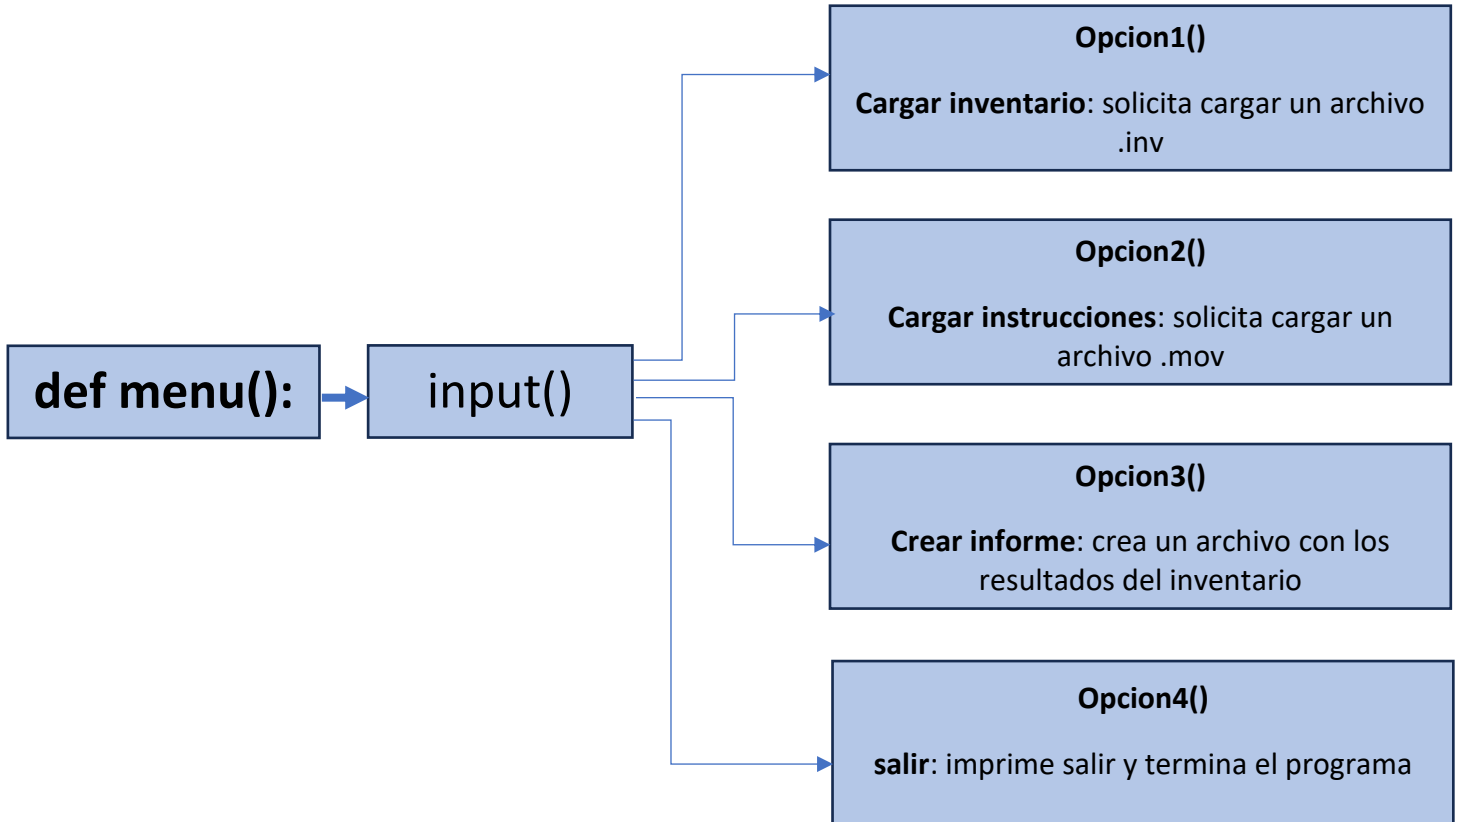 def menu():
input()
Opcion1()
Cargar inventario: solicita cargar un archivo
.inv
Opcion2()
Cargar instrucciones: solicita cargar un
archivo .mov
Opcion3()
Crear informe: crea un archivo con los
resultados del inventario
Opcion4()
salir: imprime salir y termina el programa